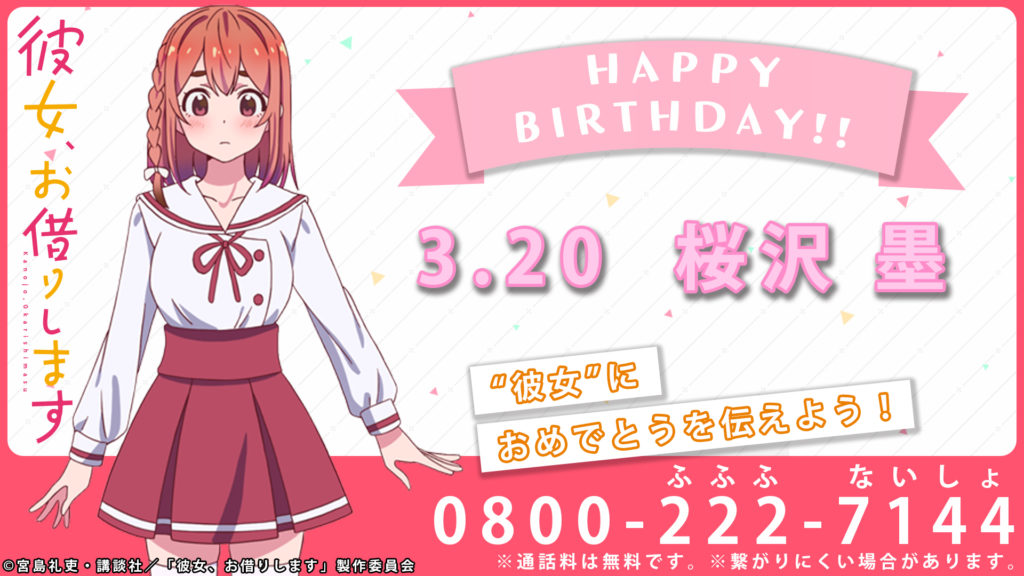 彼女、お借りします
Kanojo, Okarishimasu
HAPPY
BIRTHDAY!!
3.20 桜沢 墨
“彼女”に
おめでとうを伝えよう！
ふふふ ないしょ
0800-222-7144
※通話料は無料です。※繋がりにくい場合があります。
©宮島礼吏・講談社／「彼女、お借りします」製作委員会